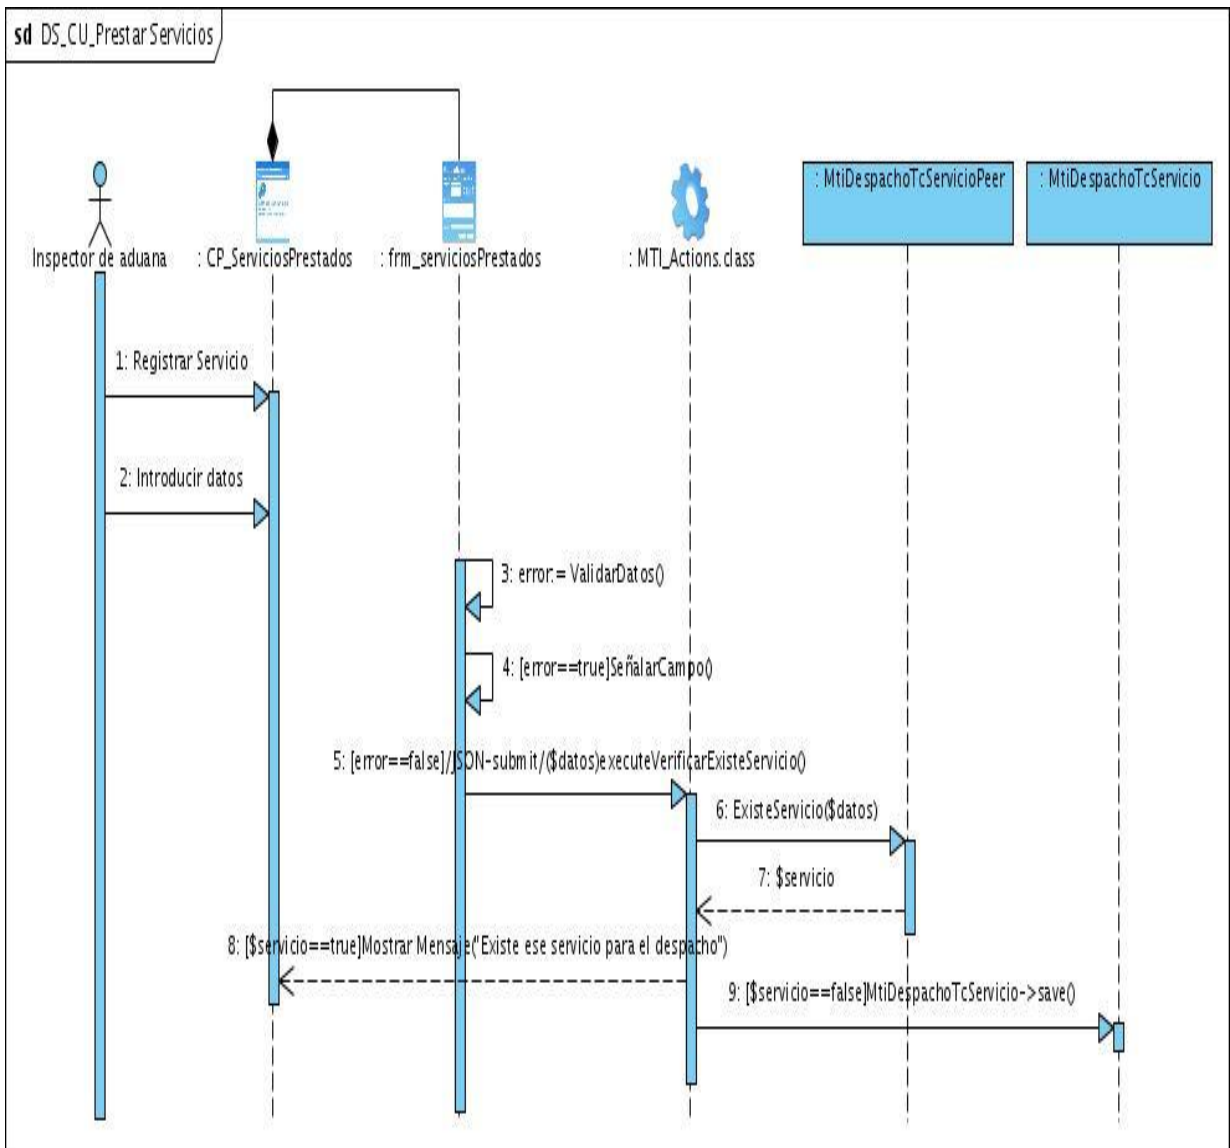 sd DS_CU_PrestarServicios
: MtiDespachoTcServicioPeer
: MtiDespachoTcServicio
Inspector de aduana
: CP_ServiciosPrestados
: frm_serviciosPrestados
: MTI_Actions.class
1: Registrar Servicio
2: Introducir datos
3: error:= ValidarDatos()
4: [error==true]SeñalarCampo()
5: [error==false]/JSON-submit/($datos)executeVerificarExisteServicio()
6: ExisteServicio($datos)
7: $servicio
8: [$servicio==true]Mostrar Mensaje("Existe ese servicio para el despacho")
9: [$servicio==false]MtiDespachoTcServicio->save()